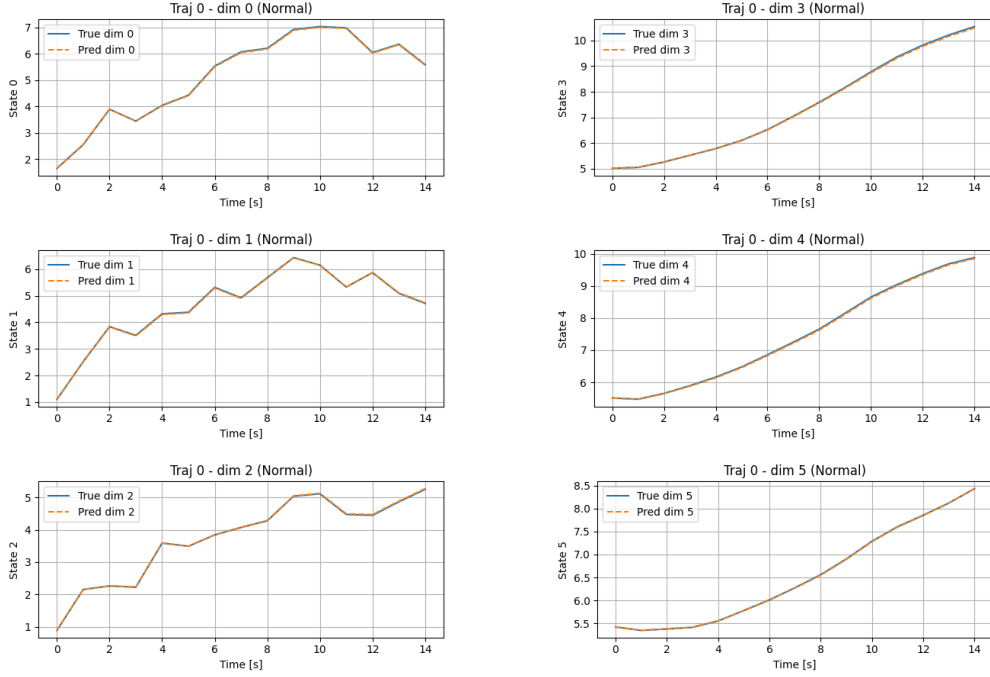 Traj 0 - dim 0 (Normal)
True dim 0
Pred dim 0
State 0
7
6
5
4
3
2
0 2 4 6 8 10 12 14
Time [s]
Traj 0 - dim 3 (Normal)
True dim 3
Pred dim 3
State 3
10
9
8
7
6
5
0 2 4 6 8 10 12 14
Time [s]
Traj 0 - dim 1 (Normal)
True dim 1
Pred dim 1
State 1
6
5
4
3
2
1
0 2 4 6 8 10 12 14
Time [s]
Traj 0 - dim 4 (Normal)
True dim 4
Pred dim 4
State 4
10
9
8
7
6
0 2 4 6 8 10 12 14
Time [s]
Traj 0 - dim 2 (Normal)
True dim 2
Pred dim 2
State 2
5
4
3
2
1
0 2 4 6 8 10 12 14
Time [s]
Traj 0 - dim 5 (Normal)
True dim 5
Pred dim 5
State 5
8.5
8.0
7.5
7.0
6.5
6.0
5.5
0 2 4 6 8 10 12 14
Time [s]